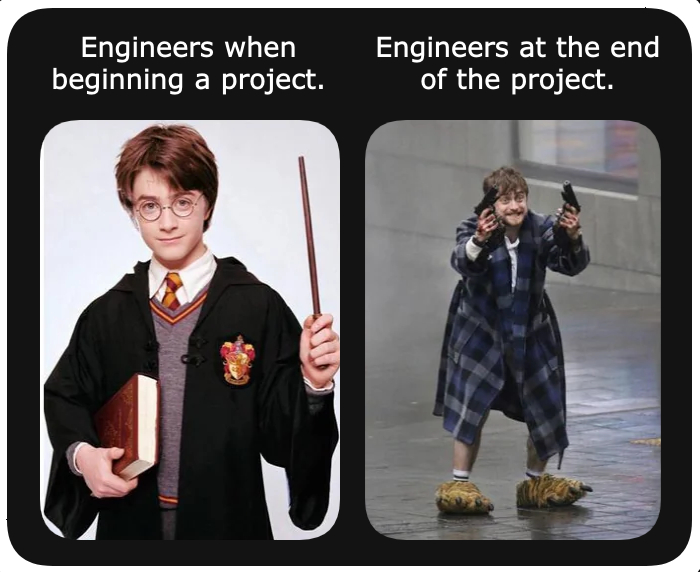 Engineers when
beginning a project.
Engineers at the end
of the project.